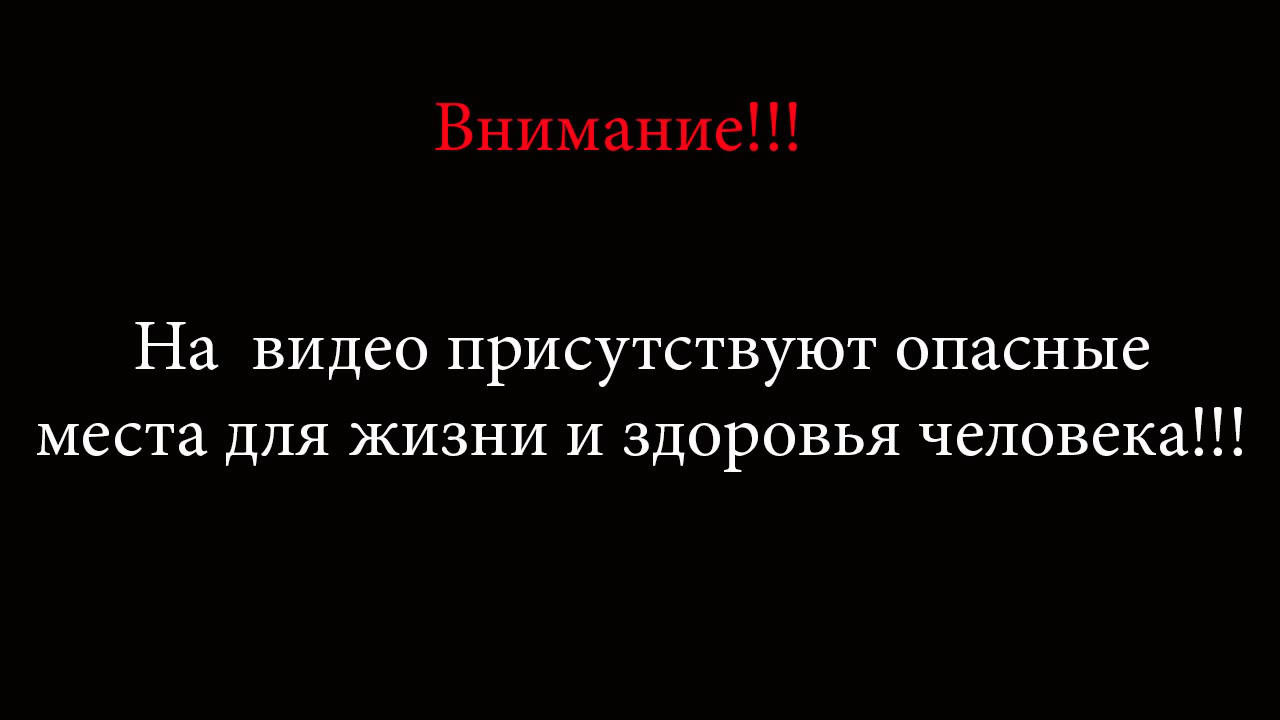 Внимание!!!
На видео присутствуют опасные
места для жизни и здоровья человека!!!